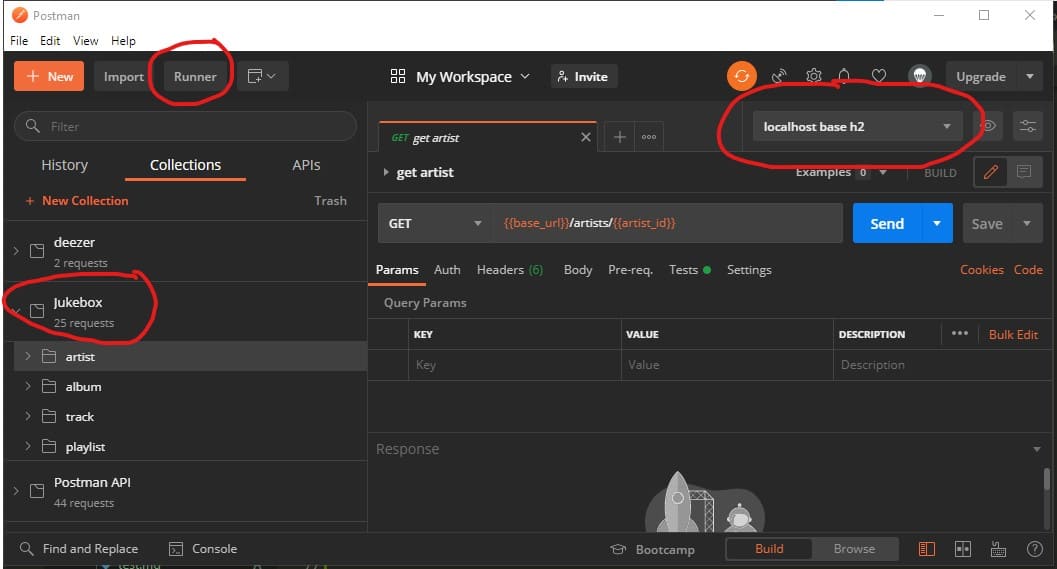 Postman
File Edit View Help
+ New Import Runner My Workspace Invite Upgrade
Filter
History Collections APIs
+ New Collection Trash
deezer
2 requests
Jukebox
25 requests
artist
album
track
playlist
Postman API
44 requests
GET get artist
localhost base h2
get artist
Examples 0 BUILD
GET {{base_url}}/artists/{{artist_id}} Send Save
Params Auth Headers (6) Body Pre-req. Tests Settings Cookies Code
Query Params
KEY VALUE DESCRIPTION ••• Bulk Edit
Key Value Description
Response
Find and Replace Console Bootcamp Build Browse